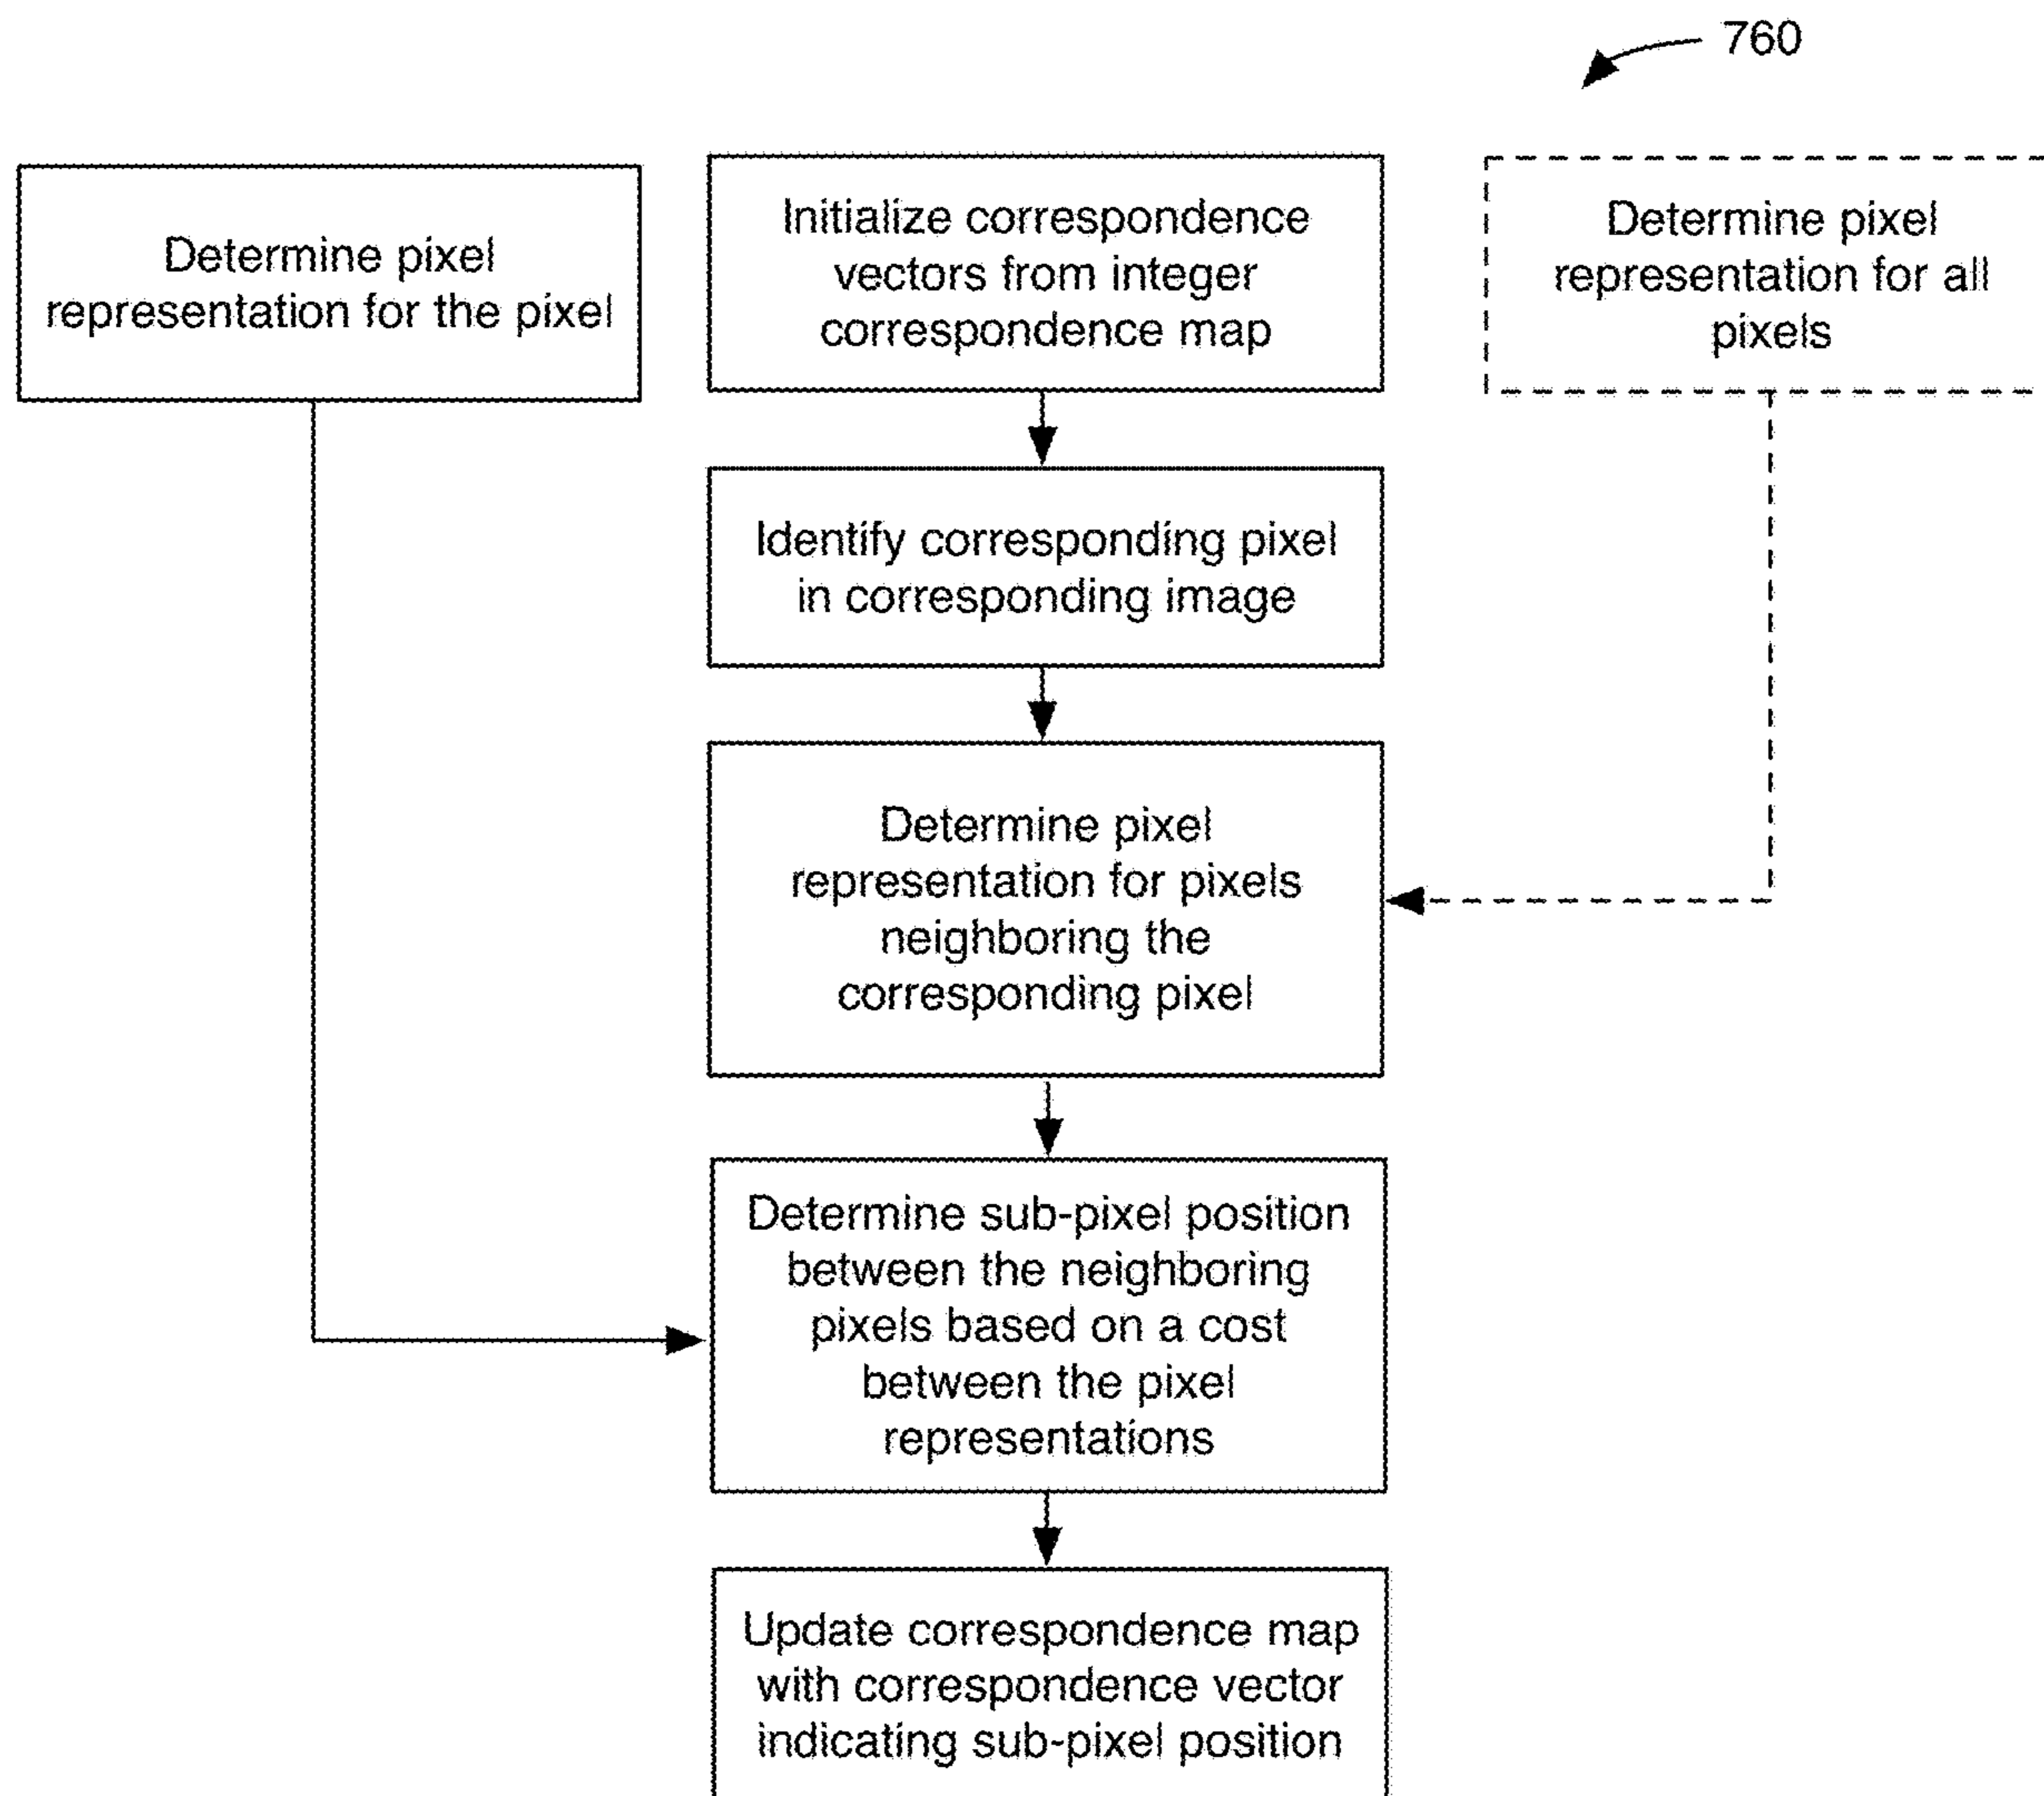 760
Determine pixel
representation for the pixel
Initialize correspondence
vectors from integer
correspondence map
Determine pixel
representation for all
pixels
Identify corresponding pixel
in corresponding image
Determine pixel
representation for pixels
neighboring the
corresponding pixel
Determine sub-pixel position
between the neighboring
pixels based on a cost
between the pixel
representations
Update correspondence map
with correspondence vector
indicating sub-pixel position